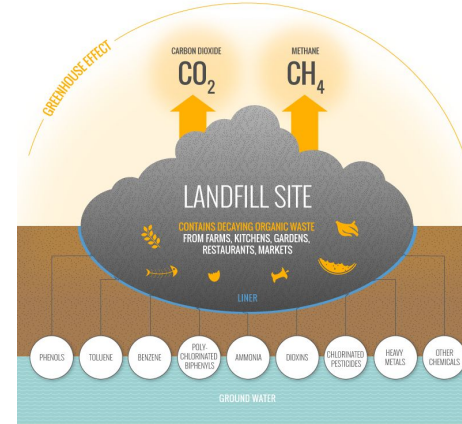 GREENHOUSE EFFECT
CARBON DIOXIDE
CO2
METHANE
CH4
LANDFILL SITE
CONTAINS DECAYING ORGANIC WASTE
FROM FARMS, KITCHENS, GARDENS,
RESTAURANTS, MARKETS
LINER
PHENOLS
TOLUENE
BENZENE
POLY-
CHLORINATED
BIPHENYLS
AMMONIA
DIOXINS
CHLORINATED
PESTICIDES
HEAVY
METALS
OTHER
CHEMICALS
GROUND WATER